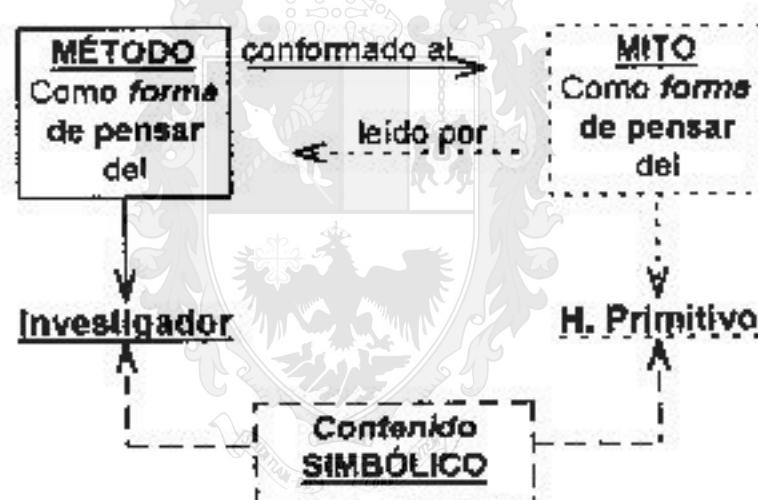 MÉTODO
Como forma
de pensar
del
conformado al
leído por
MITO
Como forma
de pensar
del
Investigador
H. Primitivo
Contenido
SIMBÓLICO